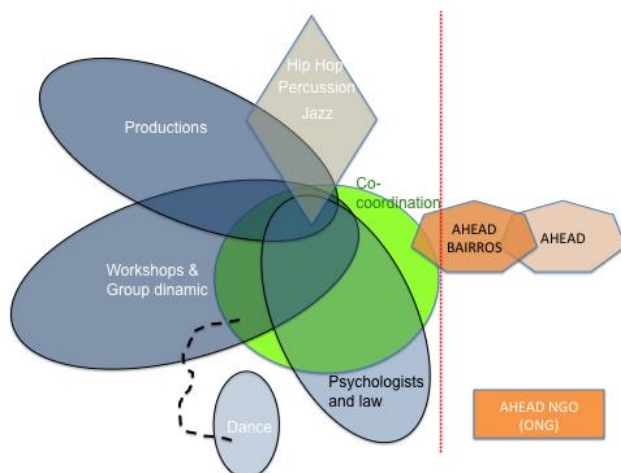 Hip Hop
Percussion
Jazz
Productions
Co-
coordination
AHEAD
BAIRROS
AHEAD
Workshops &
Group dinamic
Psychologists
and law
Dance
AHEAD NGO
(ONG)